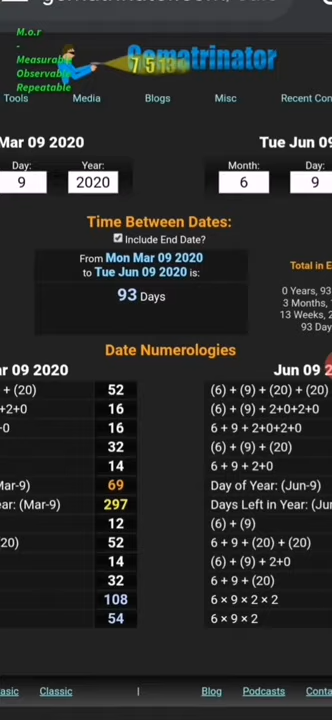 M.o.r
-
Measurable
Observable
Repeatable
Gematrinator
Tools Media Blogs Misc Recent Con
Mar 09 2020 Tue Jun 09
Day: Year: Month: Day:
9 2020 6 9
Time Between Dates:
Include End Date?
From Mon Mar 09 2020
to Tue Jun 09 2020 is:
93 Days
Total in E
0 Years, 93
3 Months,
13 Weeks, 2
93 Day
Date Numerologies
ar 09 2020 Jun 09 2
+ (20) 52 (6) + (9) + (20) + (20)
+2+0 16 (6) + (9) + 2+0+2+0
-0 16 6 + 9 + 2+0+2+0
32 (6) + (9) + (20)
14 6 + 9 + 2+0
Mar-9) 69 Day of Year: (Jun-9)
ear: (Mar-9) 297 Days Left in Year: (Jun
12 (6) + (9)
20) 52 6 + 9 + (20) + (20)
14 (6) + (9) + 2+0
32 6 + 9 + (20)
108 6 × 9 × 2 × 2
54 6 × 9 × 2
asic Classic | Blog Podcasts Conta